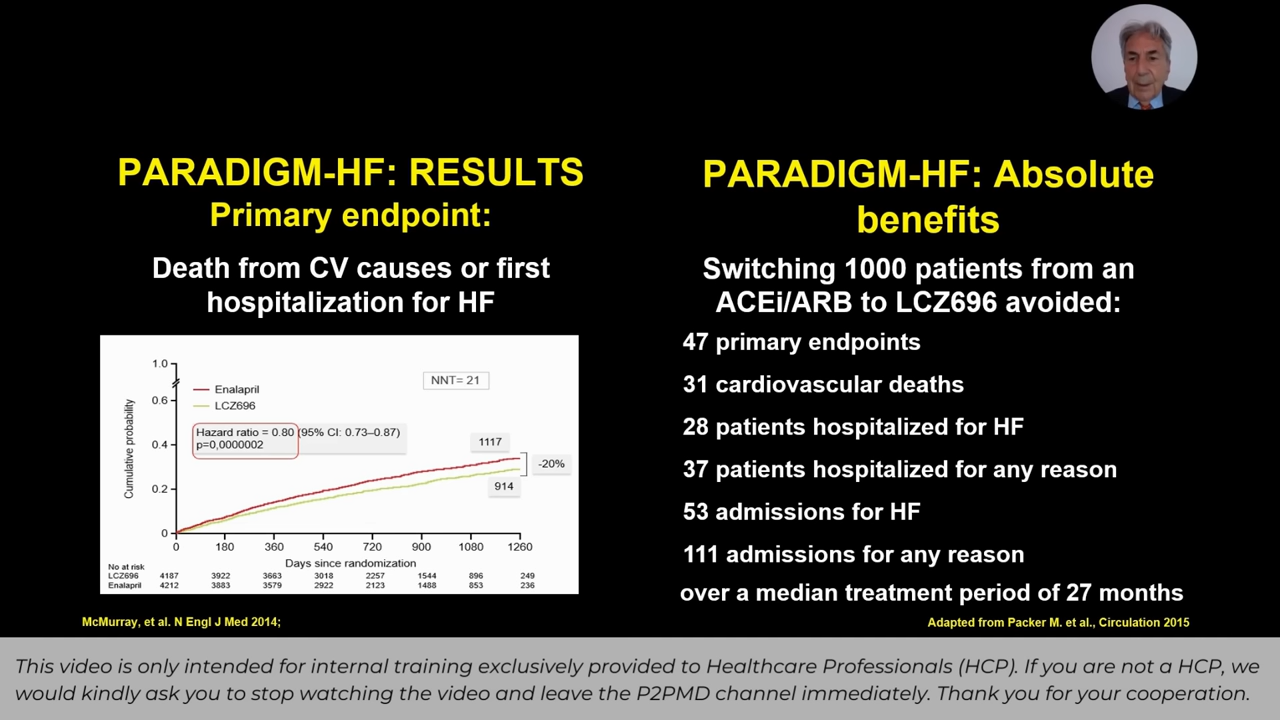 PARADIGM-HF: RESULTS
Primary endpoint:
Death from CV causes or first
hospitalization for HF
1.0
0.6
0.4
0.2
0
Cumulative probability
Enalapril
LCZ696
NNT= 21
Hazard ratio = 0.80 (95% CI: 0.73–0.87)
p=0,0000002
1117
-20%
914
0 180 360 540 720 900 1080 1260
Days since randomization
No at risk
LCZ696 4187 3922 3663 3018 2257 1544 896 249
Enalapril 4212 3883 3579 2922 2123 1488 853 236
McMurray, et al. N Engl J Med 2014;
PARADIGM-HF: Absolute
benefits
Switching 1000 patients from an
ACEi/ARB to LCZ696 avoided:
47 primary endpoints
31 cardiovascular deaths
28 patients hospitalized for HF
37 patients hospitalized for any reason
53 admissions for HF
111 admissions for any reason
over a median treatment period of 27 months
Adapted from Packer M. et al., Circulation 2015
This video is only intended for internal training exclusively provided to Healthcare Professionals (HCP). If you are not a HCP, we
would kindly ask you to stop watching the video and leave the P2PMD channel immediately. Thank you for your cooperation.